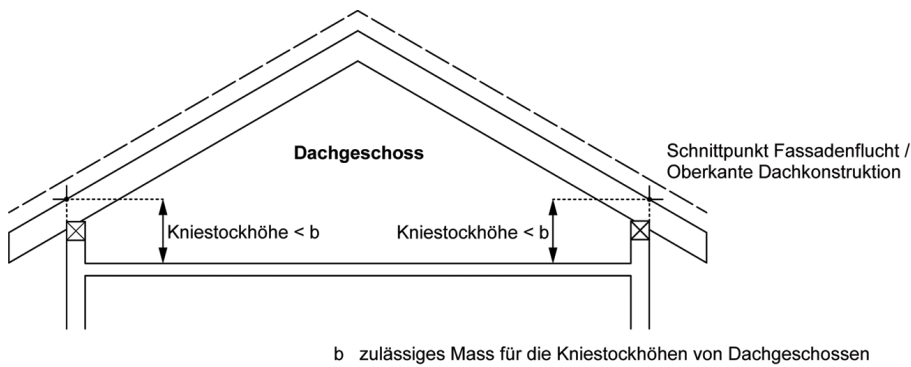 Dachgeschoss
Schnittpunkt Fassadenflucht /
Oberkante Dachkonstruktion
Kniestockhöhe < b
Kniestockhöhe < b
b zulässiges Mass für die Kniestockhöhen von Dachgeschossen